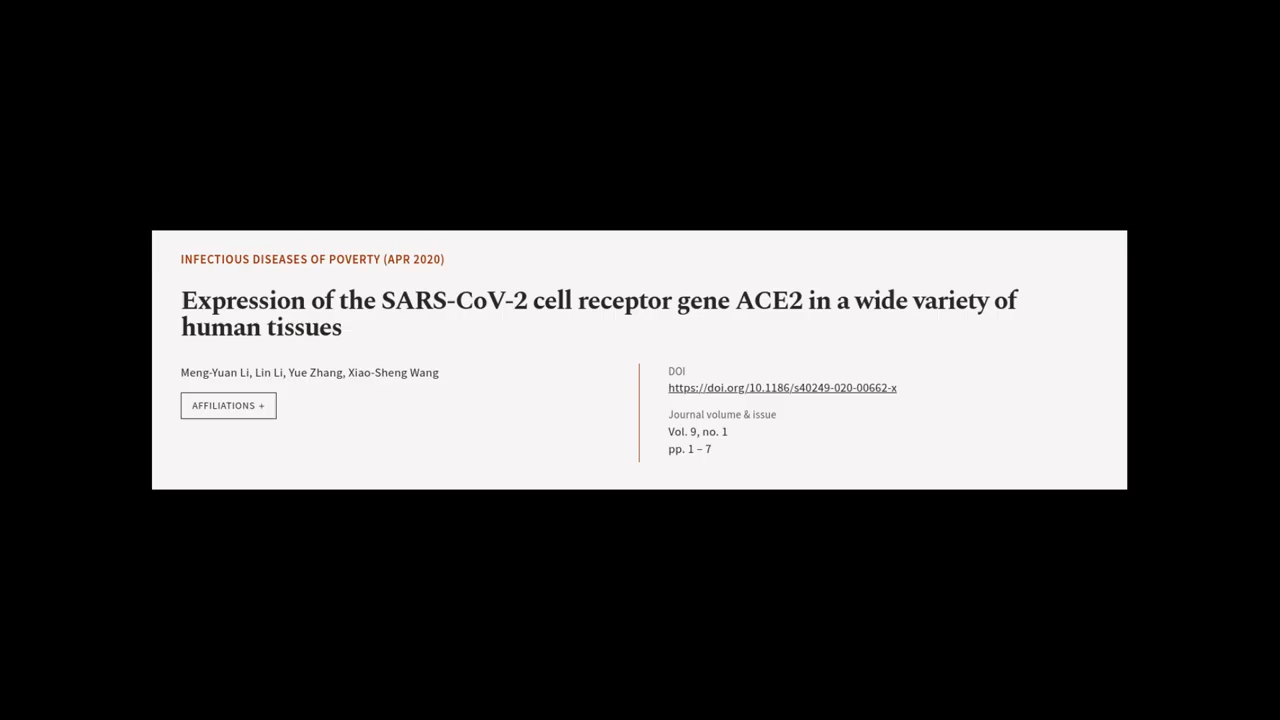 INFECTIOUS DISEASES OF POVERTY (APR 2020)
Expression of the SARS-CoV-2 cell receptor gene ACE2 in a wide variety of
human tissues
Meng-Yuan Li, Lin Li, Yue Zhang, Xiao-Sheng Wang
AFFILIATIONS +
DOI
https://doi.org/10.1186/s40249-020-00662-x
Journal volume & issue
Vol. 9, no. 1
pp. 1 – 7